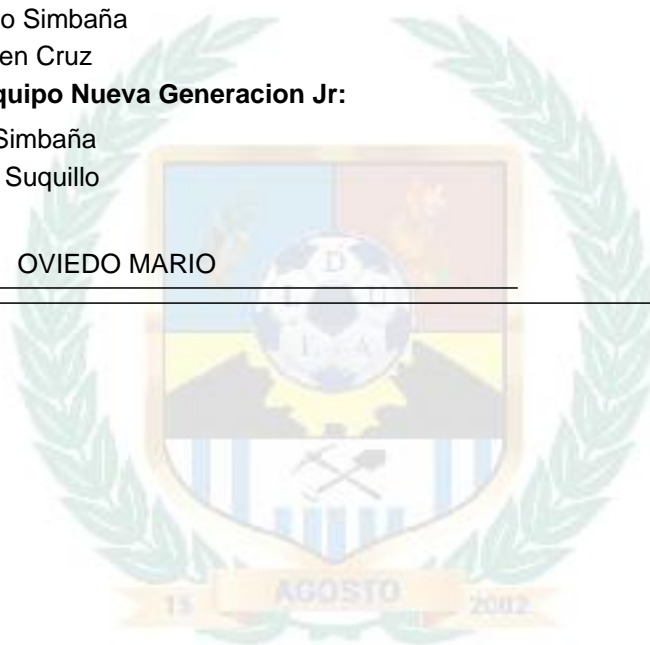 o Simbaña
en Cruz
quipo Nueva Generacion Jr:
Simbaña
Suquillo
OVIEDO MARIO
D
L U
I A
15 AGOSTO 2002